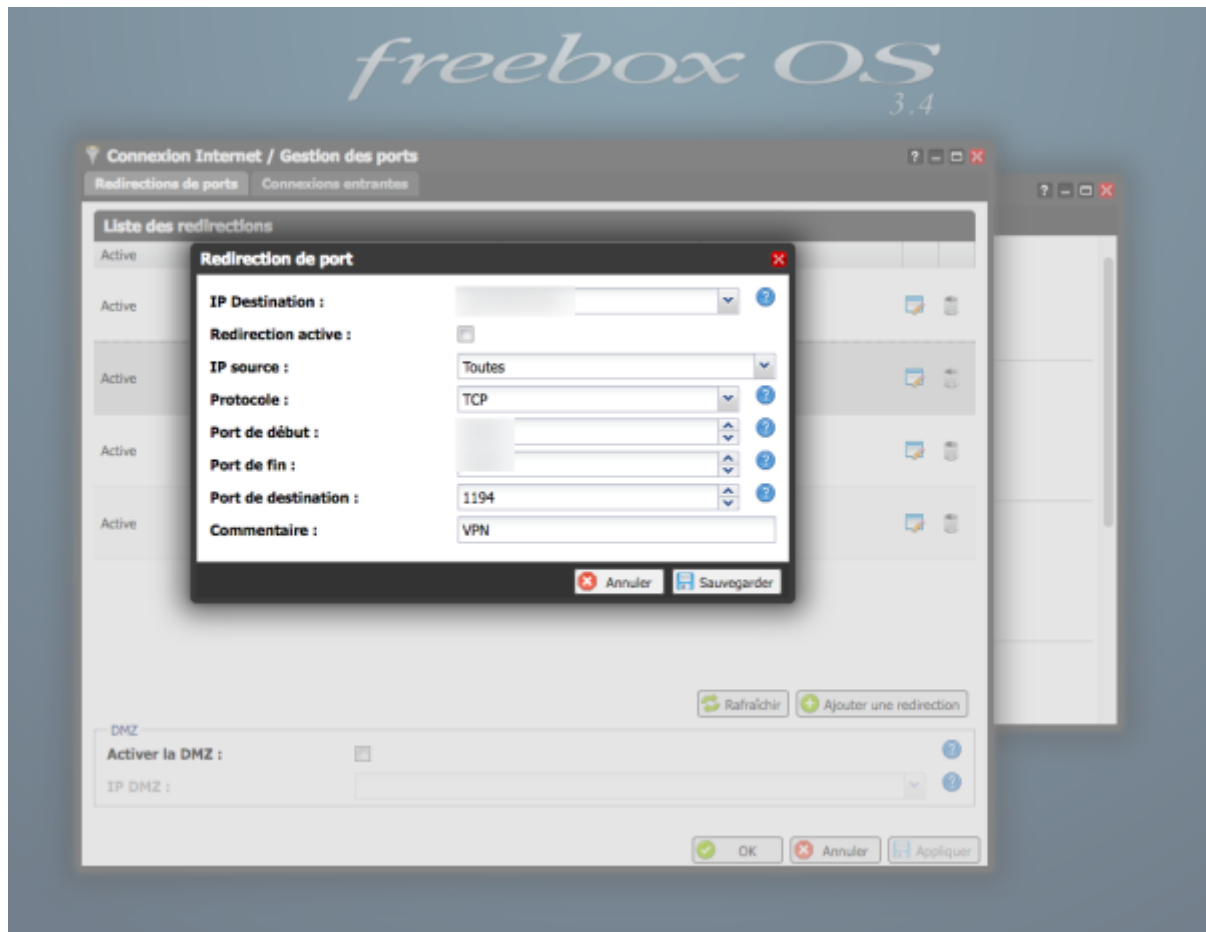 freebox OS
3.4
Connexion Internet / Gestion des ports
Redirections de ports Connexions entrantes
Liste des redirections
Active
Redirection de port
IP Destination :
Active
Redirection active :
IP source : Toutes
Active
Protocole : TCP
Port de début :
Active
Port de fin :
Port de destination : 1194
Active
Commentaire : VPN
Annuler Sauvegarder
Rafraîchir Ajouter une redirection
DMZ
Activer la DMZ :
IP DMZ :
OK Annuler Appliquer